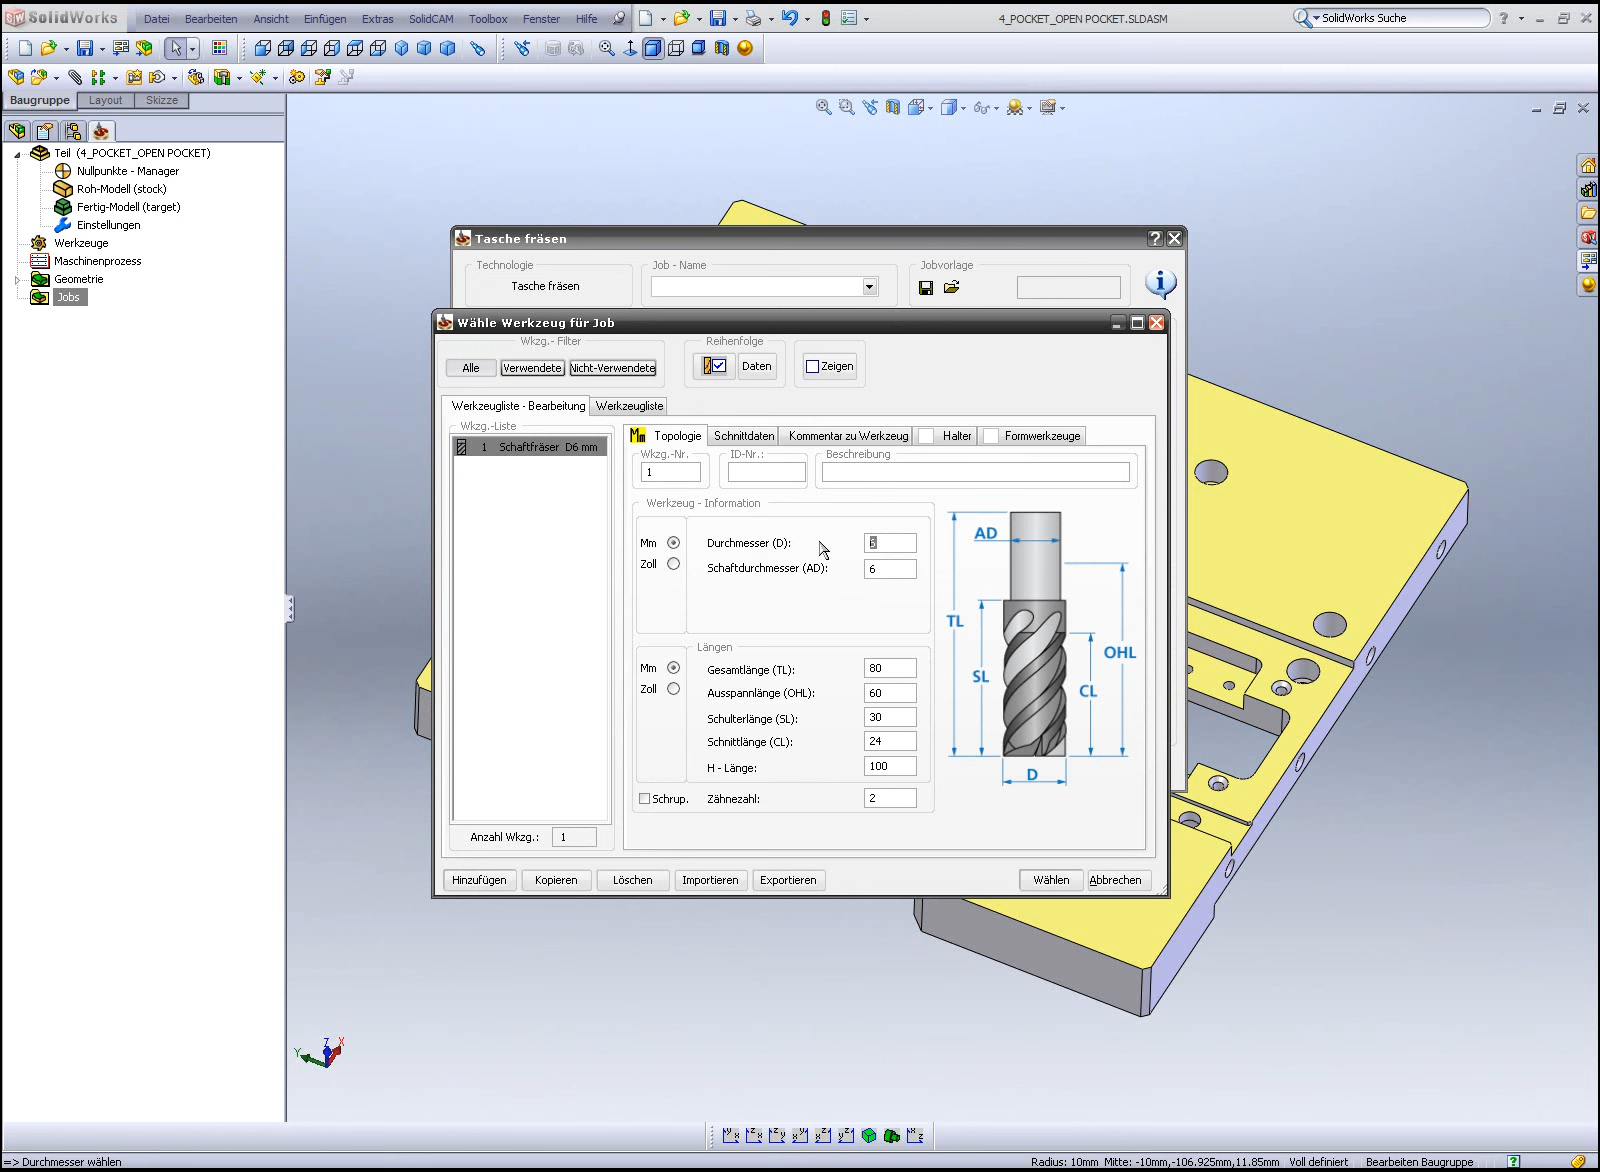 SolidWorks Datei Bearbeiten Ansicht Einfügen Extras SolidCAM Toolbox Fenster Hilfe 4_POCKET_OPEN POCKET.SLDASM SolidWorks Suche
Baugruppe Layout Skizze
Teil (4_POCKET_OPEN POCKET)
Nullpunkte - Manager
Roh-Modell (stock)
Fertig-Modell (target)
Einstellungen
Werkzeuge
Maschinenprozess
Geometrie
Jobs
Tasche fräsen
Technologie Job - Name Jobvorlage
Tasche fräsen
Wähle Werkzeug für Job
Wkzg.- Filter Reihenfolge
Alle Verwendete Nicht-Verwendete Daten Zeigen
Werkzeugliste - Bearbeitung Werkzeugliste
Wkzg.-Liste
1 Schaftfräser D6 mm
Anzahl Wkzg.: 1
Mm Topologie Schnittdaten Kommentar zu Werkzeug Halter Formwerkzeuge
Wkzg.-Nr. ID-Nr.: Beschreibung
1
Werkzeug - Information
Mm Durchmesser (D):
Zoll Schaftdurchmesser (AD): 6
Längen
Mm Gesamtlänge (TL): 80
Zoll Ausspannlänge (OHL): 60
Schulterlänge (SL): 30
Schnittlänge (CL): 24
H - Länge: 100
Schrup. Zähnezahl: 2
AD
TL
OHL
SL
CL
D
Hinzufügen Kopieren Löschen Importieren Exportieren Wählen Abbrechen
Z
X
Y
=> Durchmesser wählen Radius: 10mm Mitte: -10mm,-106.925mm,11.85mm Voll definiert Bearbeiten Baugruppe